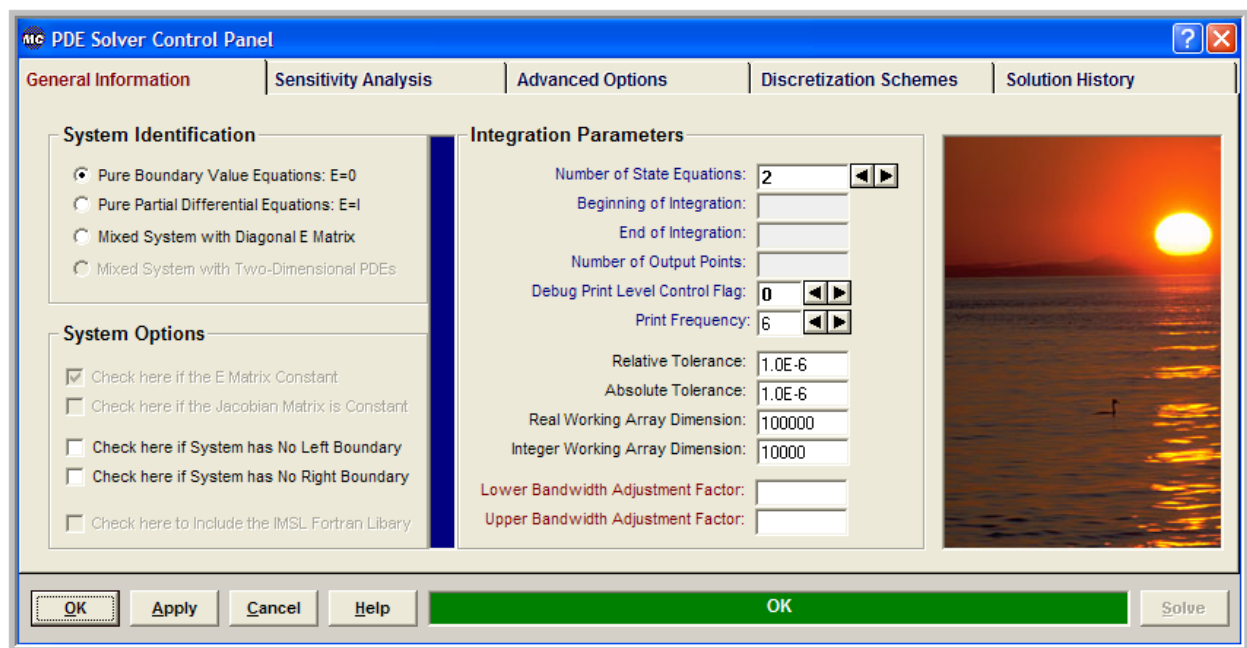 MC PDE Solver Control Panel
General Information
Sensitivity Analysis
Advanced Options
Discretization Schemes
Solution History
System Identification
Pure Boundary Value Equations: E=0
Pure Partial Differential Equations: E=I
Mixed System with Diagonal E Matrix
Mixed System with Two-Dimensional PDEs
System Options
Check here if the E Matrix Constant
Check here if the Jacobian Matrix is Constant
Check here if System has No Left Boundary
Check here if System has No Right Boundary
Check here to Include the IMSL Fortran Libary
Integration Parameters
Number of State Equations: 2
Beginning of Integration:
End of Integration:
Number of Output Points:
Debug Print Level Control Flag: 0
Print Frequency: 6
Relative Tolerance: 1.0E-6
Absolute Tolerance: 1.0E-6
Real Working Array Dimension: 100000
Integer Working Array Dimension: 10000
Lower Bandwidth Adjustment Factor:
Upper Bandwidth Adjustment Factor:
OK Apply Cancel Help OK Solve